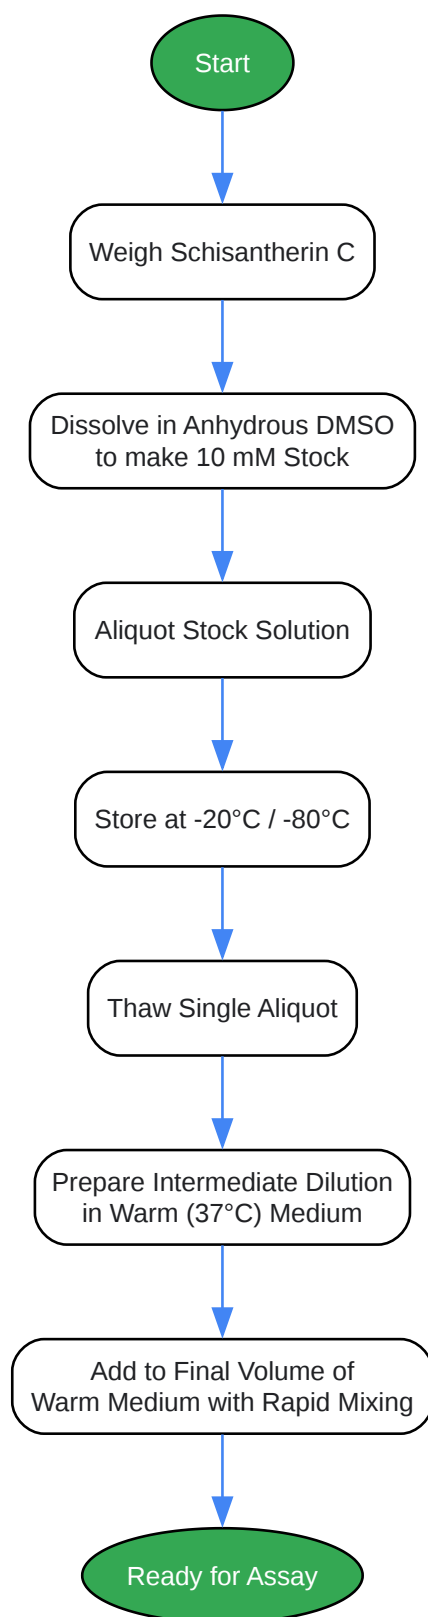 Start
Weigh Schisantherin C
Dissolve in Anhydrous DMSO
to make 10 mM Stock
Aliquot Stock Solution
Store at -20°C / -80°C
Thaw Single Aliquot
Prepare Intermediate Dilution
in Warm (37°C) Medium
Add to Final Volume of
Warm Medium with Rapid Mixing
Ready for Assay